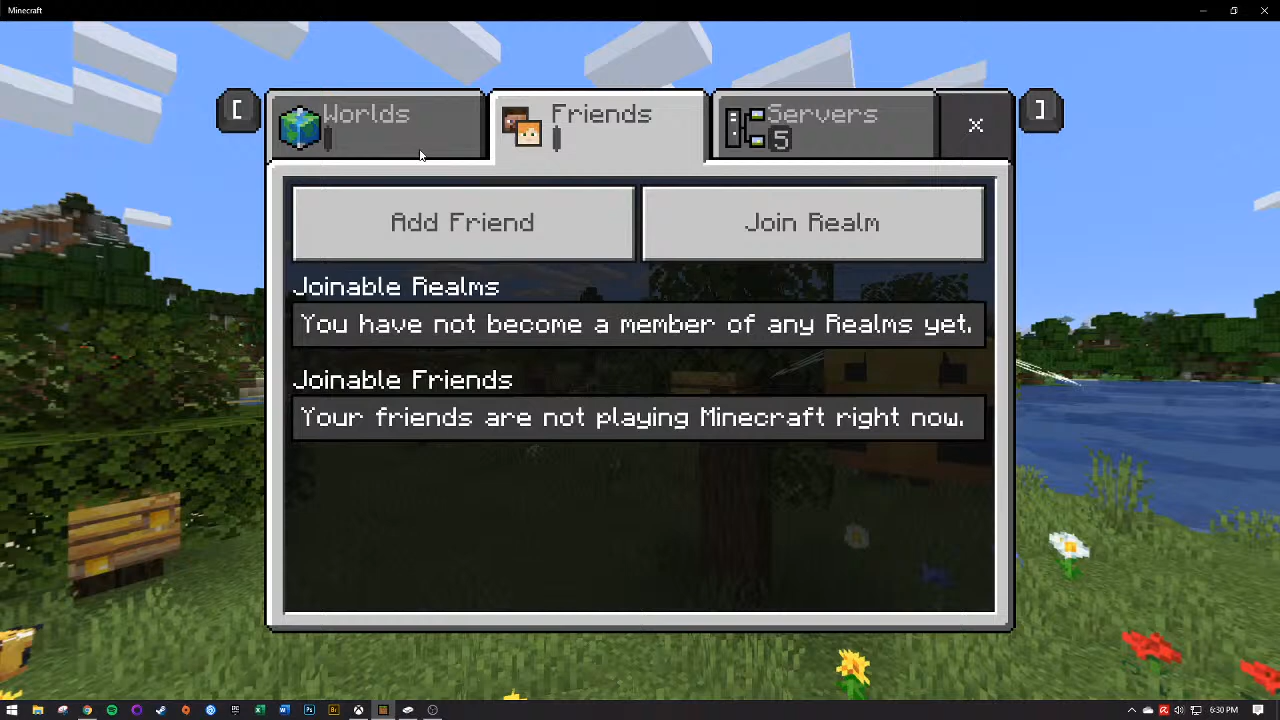 Minecraft
[
Worlds
Friends
Servers
5
]
Add Friend
Join Realm
Joinable Realms
You have not become a member of any Realms yet.
Joinable Friends
Your friends are not playing Minecraft right now.
6:30 PM